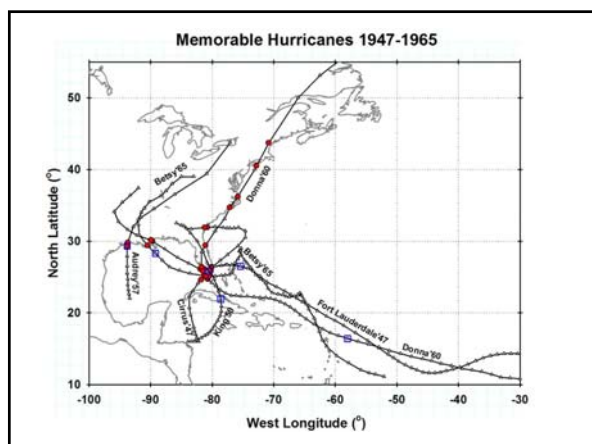 Memorable Hurricanes 1947-1965
North Latitude (°)
50
40
30
20
10
Betsy'65
Donna'60
Audrey'57
Betsy'65
Cirrus'47
King'50
Fort Lauderdale'47
Donna'60
-100
-90
-80
-70
-60
-50
-40
-30
West Longitude (°)